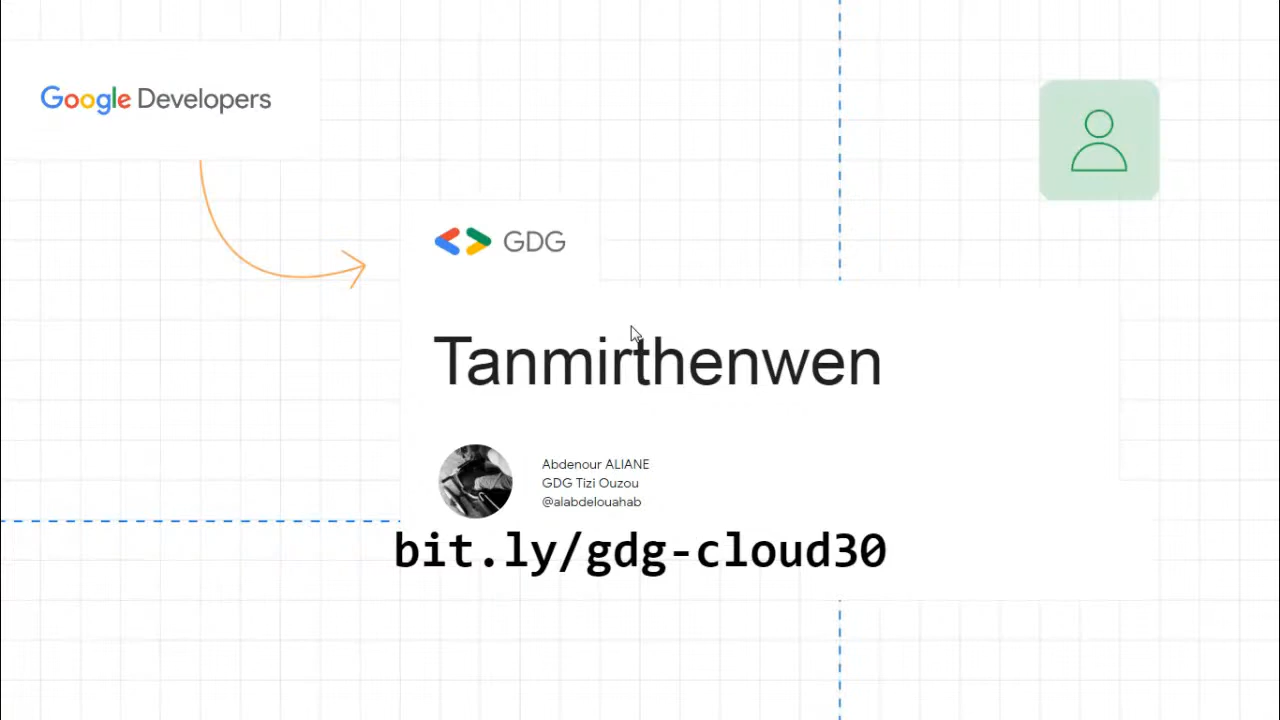 Google Developers
GDG
Tanmirthenwen
Abdenour ALIANE
GDG Tizi Ouzou
@alabdelouahab
bit.ly/gdg-cloud30